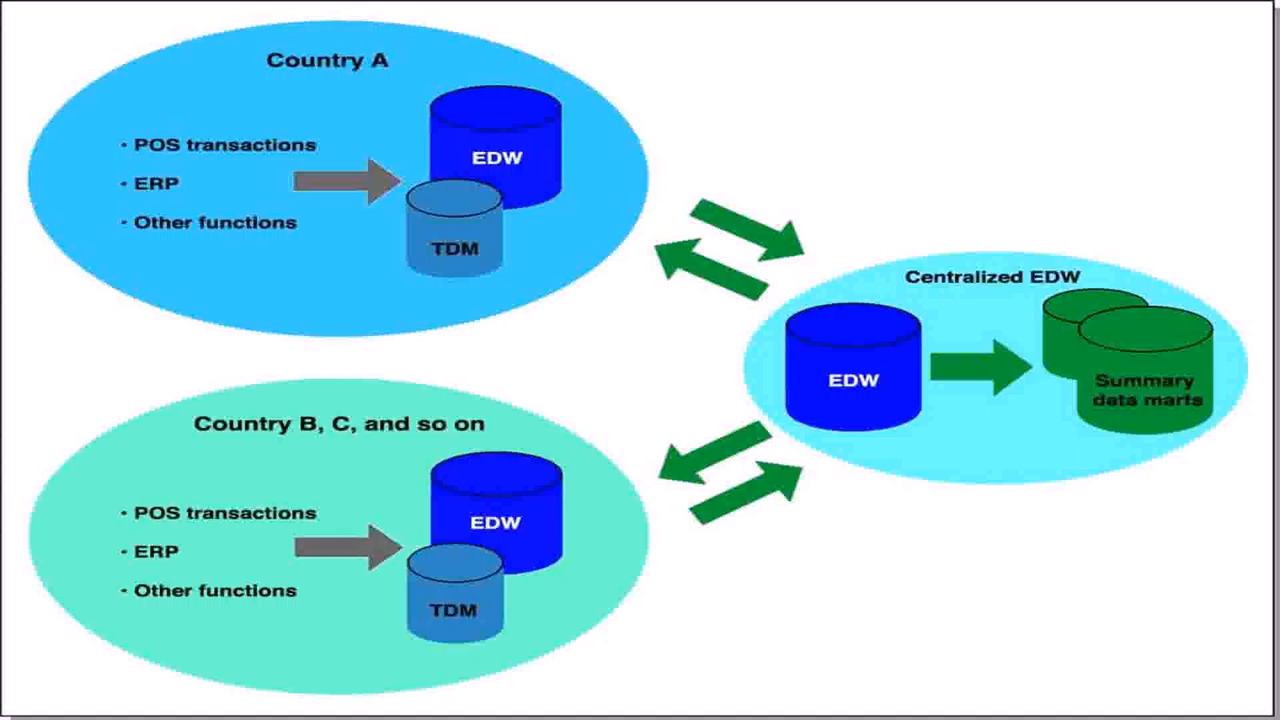 Country A
· POS transactions
· ERP
· Other functions
EDW
TDM
Centralized EDW
EDW
Summary
data marts
Country B, C, and so on
· POS transactions
· ERP
· Other functions
EDW
TDM